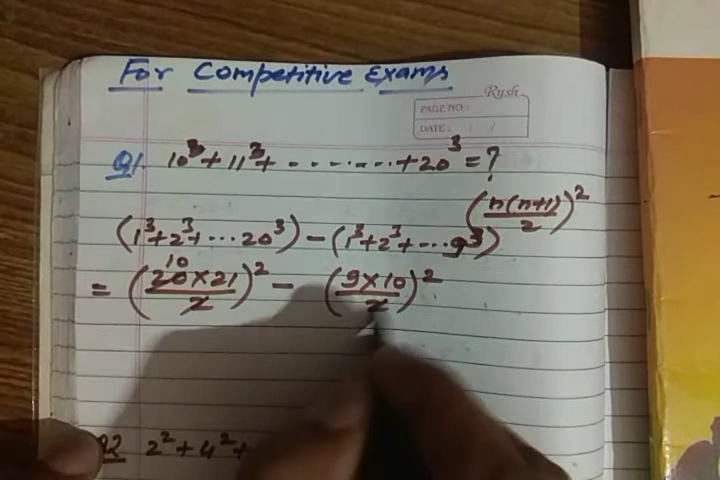 For Competitive Exams
Rysh
PAGE NO.:
DATE: / /
Q1. 10³ + 11³ + ........ + 20³ = ?
(n(n+1)/2)²
(1³+2³+...20³) - (1³+2³+...9³)
= (20×21/2)² - (9×10/2)²
10
Q2 2² + 4² +